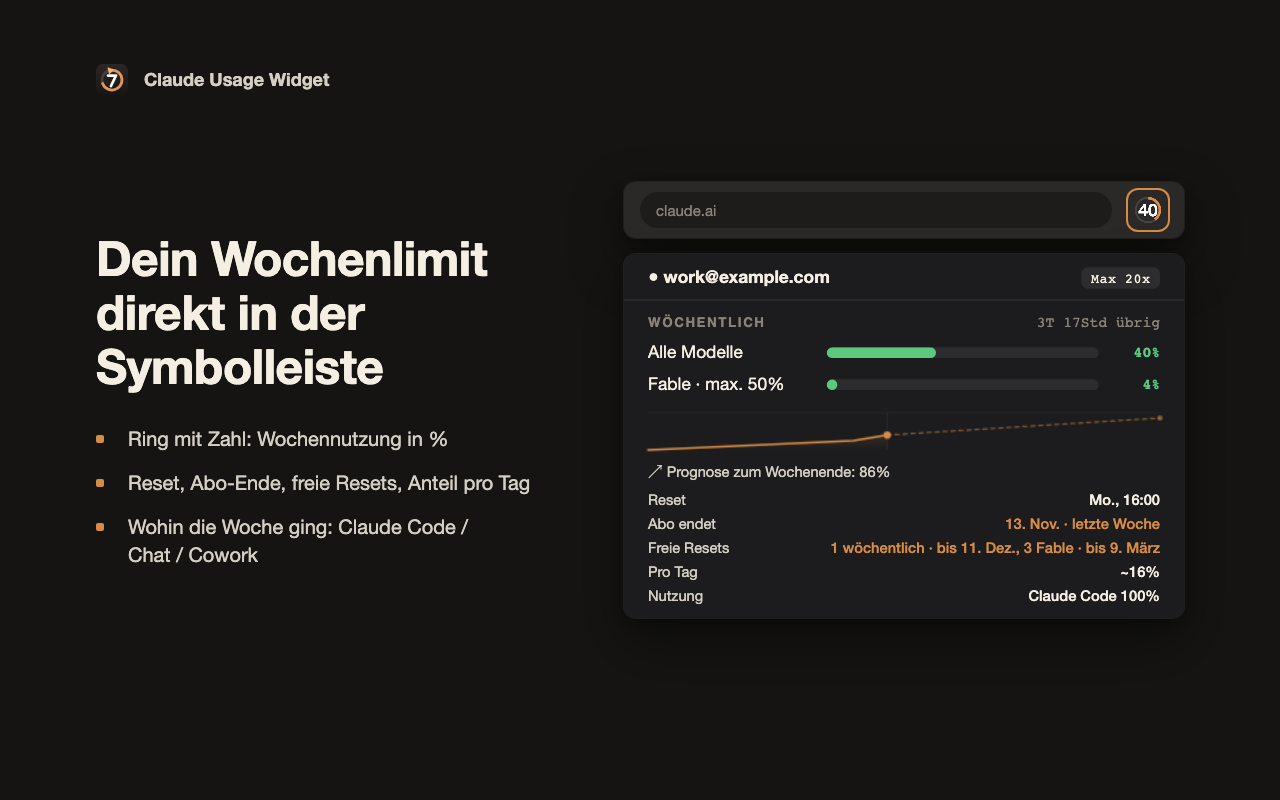 7 Claude Usage Widget
Dein Wochenlimit
direkt in der
Symbolleiste
Ring mit Zahl: Wochennutzung in %
Reset, Abo-Ende, freie Resets, Anteil pro Tag
Wohin die Woche ging: Claude Code /
Chat / Cowork
claude.ai 40
work@example.com Max 20x
WÖCHENTLICH 3T 17Std übrig
Alle Modelle 40%
Fable · max. 50% 4%
↗ Prognose zum Wochenende: 86%
Reset Mo., 16:00
Abo endet 13. Nov. · letzte Woche
Freie Resets 1 wöchentlich · bis 11. Dez., 3 Fable · bis 9. März
Pro Tag ~16%
Nutzung Claude Code 100%